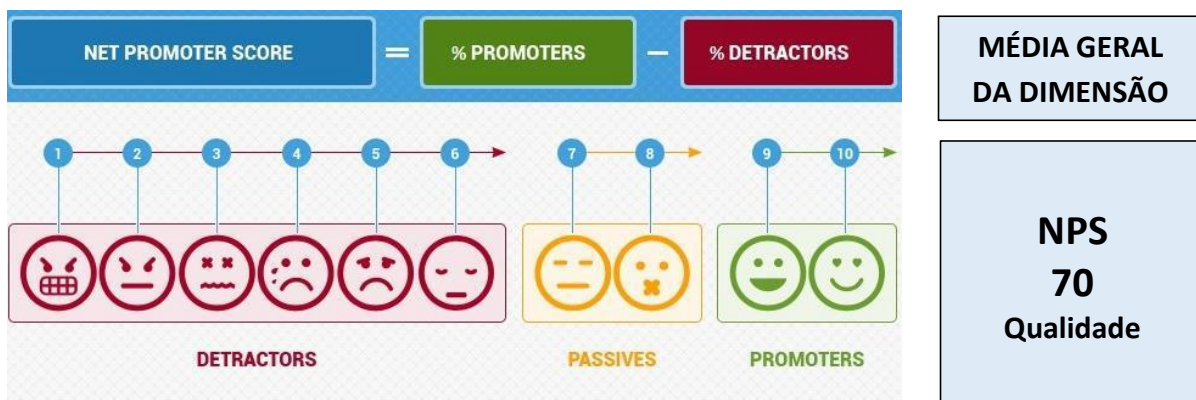 NET PROMOTER SCORE = % PROMOTERS — % DETRACTORS
1 2 3 4 5 6 7 8 9 10
DETRACTORS PASSIVES PROMOTERS
MÉDIA GERAL
DA DIMENSÃO
NPS
70
Qualidade